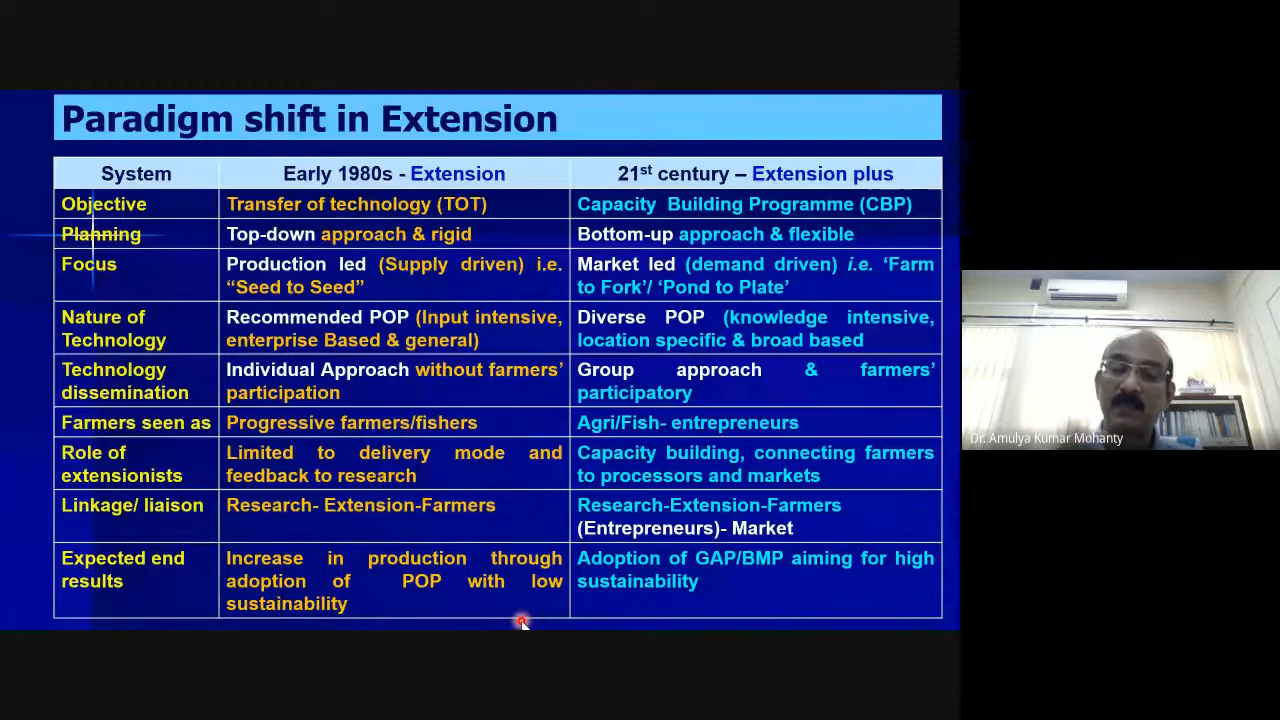 Paradigm shift in Extension
System
Early 1980s - Extension
21st century – Extension plus
Objective
Transfer of technology (TOT)
Capacity Building Programme (CBP)
Planning
Top-down approach & rigid
Bottom-up approach & flexible
Focus
Production led (Supply driven) i.e.
“Seed to Seed”
Market led (demand driven) i.e. ‘Farm
to Fork’/ ‘Pond to Plate’
Nature of
Technology
Recommended POP (Input intensive,
enterprise Based & general)
Diverse POP (knowledge intensive,
location specific & broad based
Technology
dissemination
Individual Approach without farmers’
participation
Group approach & farmers’
participatory
Farmers seen as
Progressive farmers/fishers
Agri/Fish- entrepreneurs
Role of
extensionists
Limited to delivery mode and
feedback to research
Capacity building, connecting farmers
to processors and markets
Linkage/ liaison
Research- Extension-Farmers
Research-Extension-Farmers
(Entrepreneurs)- Market
Expected end
results
Increase in production through
adoption of POP with low
sustainability
Adoption of GAP/BMP aiming for high
sustainability
Dr. Amulya Kumar Mohanty